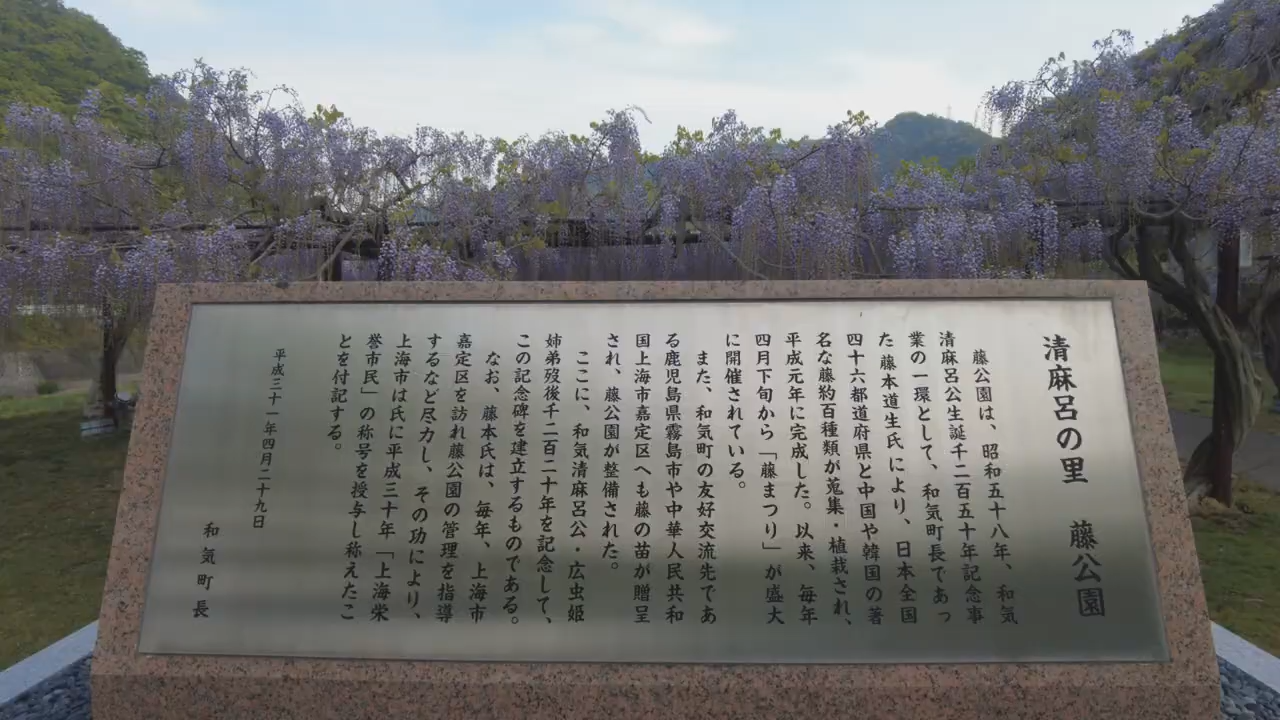 清麻呂の里　藤公園
藤公園は、昭和五十八年、和気
清麻呂公生誕千二百五十年記念事
業の一環として、和気町長であっ
た 藤本道生氏 により、日本全国
四十六都道府県と中国や韓国の著
名な藤約百種類が蒐集・植栽され、
平成元年に完成した。以来、毎年
四月下旬から「藤まつり」が盛大
に開催されている。
また、和気町の友好交流先であ
る鹿児島県霧島市や中華人民共和
国上海市嘉定区へも藤の苗が贈呈
され、藤公園が整備された。
ここに、和気清麻呂公・広虫姫
姉弟歿後千二百二十年を記念して、
この記念碑を建立するものである。
なお、藤本氏は、毎年、上海市
嘉定区を訪れ藤公園の管理を指導
するなど尽力し、その功により、
上海市は氏に平成三十年「上海栄
誉市民」の称号を授与し称えたこ
とを付記する。
平成三十一年四月二十九日
和気町長